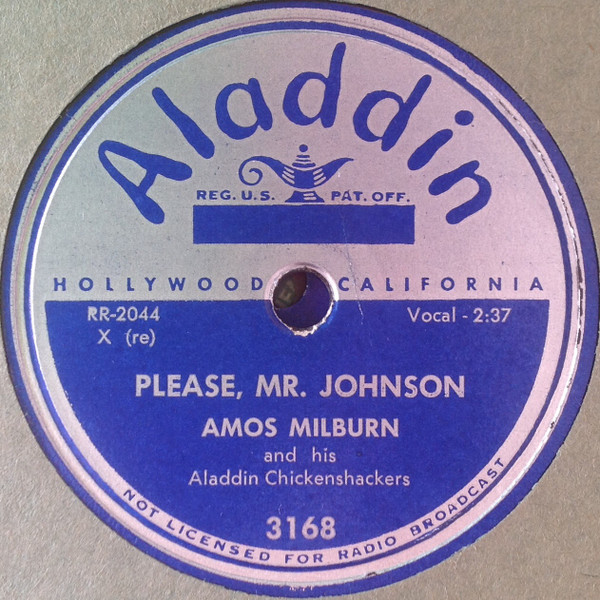 Aladdin
REG. U.S. PAT. OFF.
HOLLYWOOD CALIFORNIA
RR-2044
X (re)
Vocal - 2:37
PLEASE, MR. JOHNSON
AMOS MILBURN
and his
Aladdin Chickenshackers
3168
NOT LICENSED FOR RADIO BROADCAST